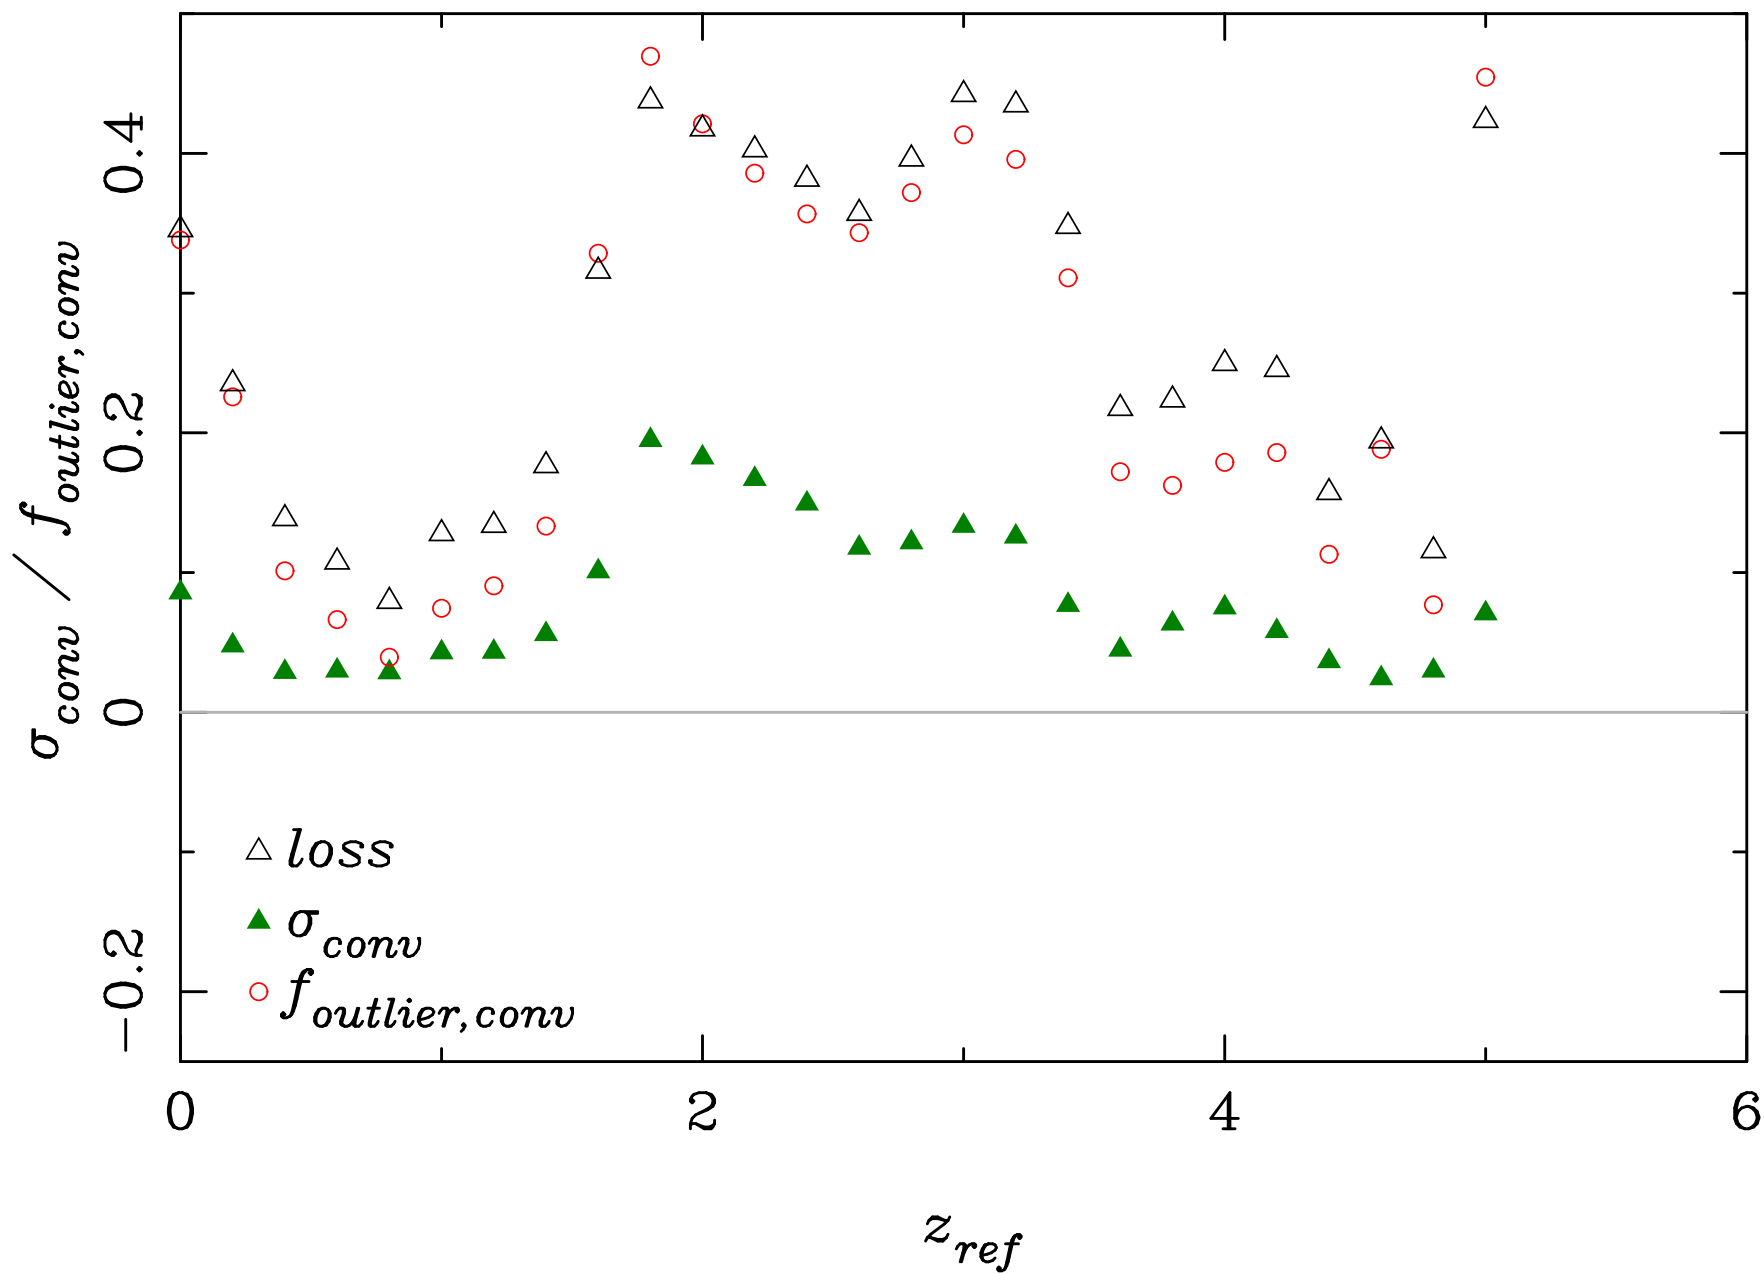 σconv / foutlier,conv
0.4
0.2
0
−0.2
loss
σconv
foutlier,conv
0 2 4 6
zref